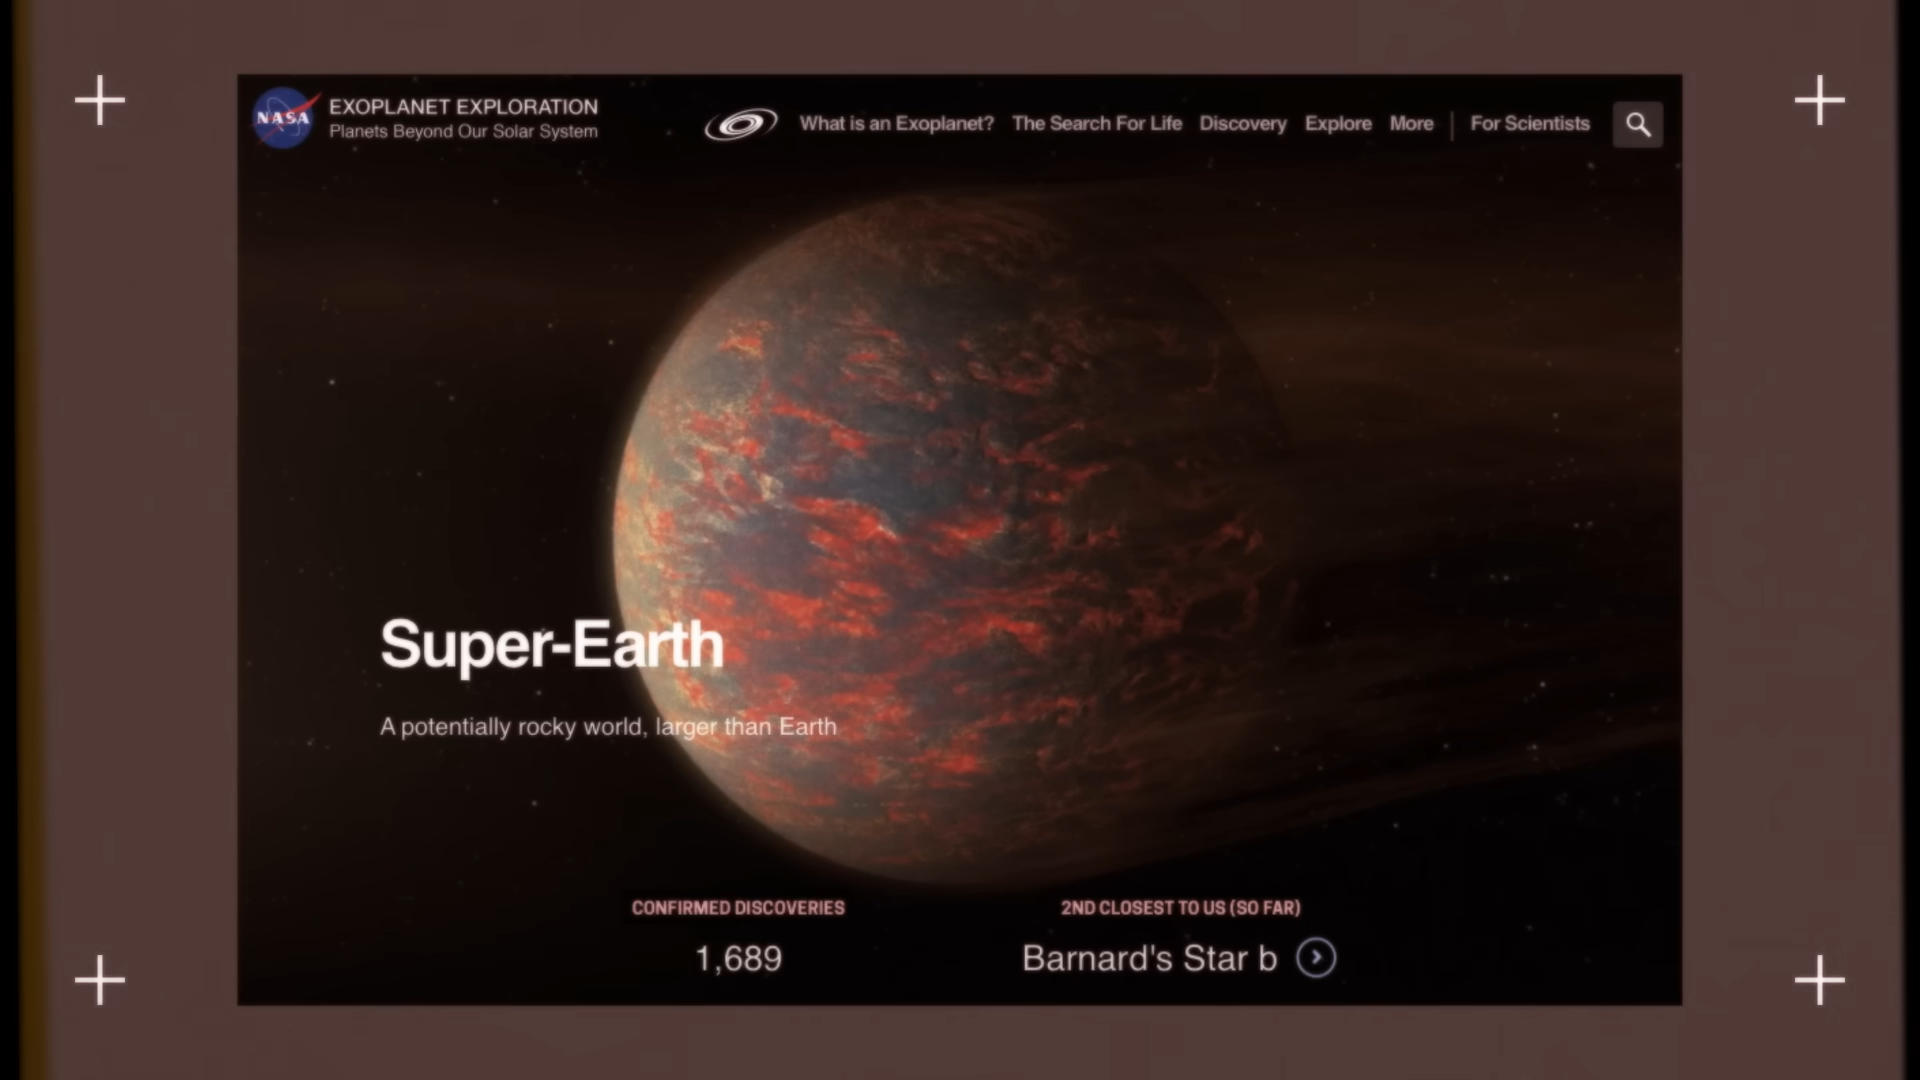 NASA
EXOPLANET EXPLORATION
Planets Beyond Our Solar System
What is an Exoplanet? The Search For Life Discovery Explore More | For Scientists
Super-Earth
A potentially rocky world, larger than Earth
CONFIRMED DISCOVERIES
1,689
2ND CLOSEST TO US (SO FAR)
Barnard's Star b